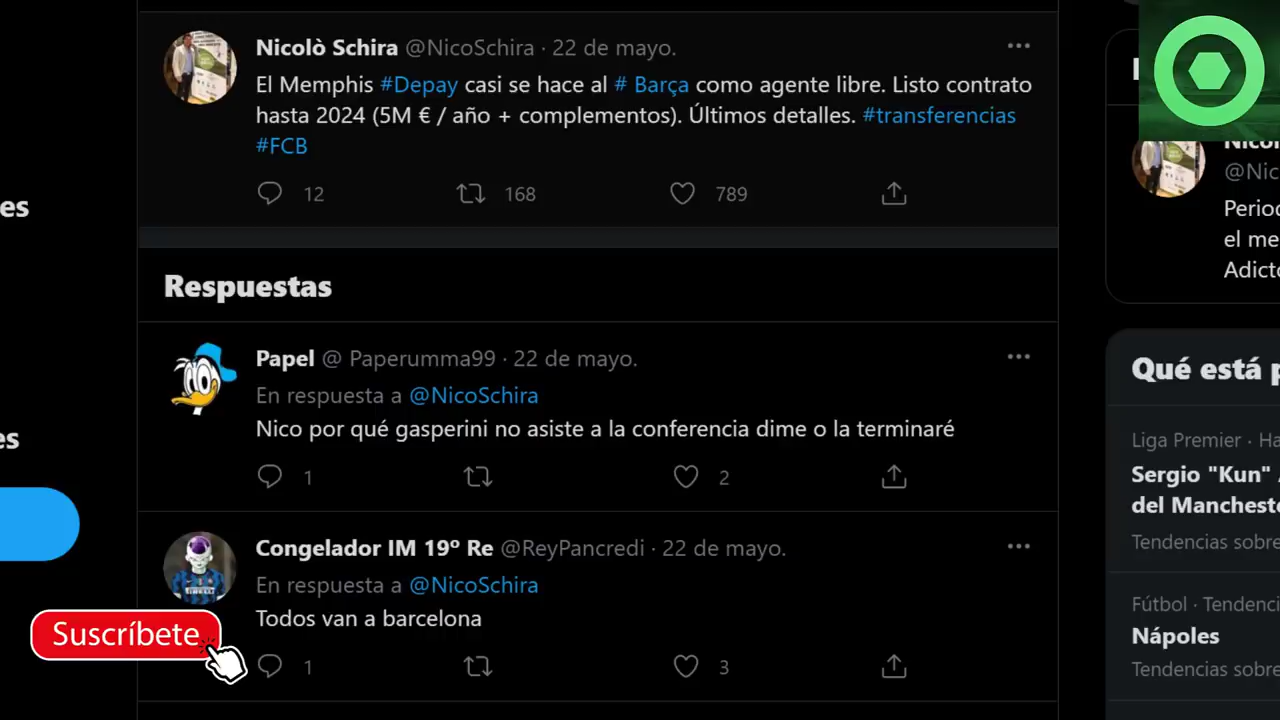 Nicolò Schira @NicoSchira · 22 de mayo.
El Memphis #Depay casi se hace al # Barça como agente libre. Listo contrato
hasta 2024 (5M € / año + complementos). Últimos detalles. #transferencias
#FCB
12 168 789
Respuestas
Papel @ Paperumma99 · 22 de mayo.
En respuesta a @NicoSchira
Nico por qué gasperini no asiste a la conferencia dime o la terminaré
1 2
Congelador IM 19º Re @ReyPancredi · 22 de mayo.
En respuesta a @NicoSchira
Todos van a barcelona
1 3
es
es
Suscríbete
@Nic
Perio
el me
Adict
Qué está p
Liga Premier · Ha
Sergio "Kun"
del Manchest
Tendencias sobre
Fútbol · Tendenci
Nápoles
Tendencias sobre